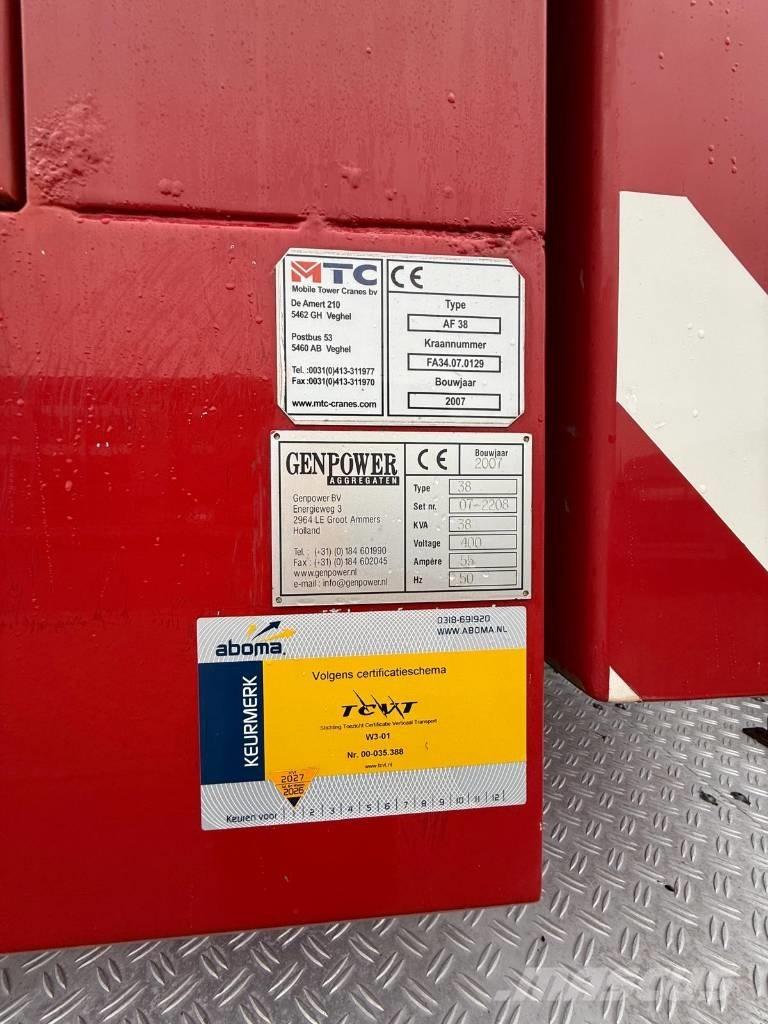 MTC
Mobile Tower Cranes bv
De Amert 210
5462 GH Veghel
Postbus 53
5460 AB Veghel
Tel. :0031(0)413-311977
Fax :0031(0)413-311970
www.mtc-cranes.com
CE
Type
AF 38
Kraannummer
FA34.07.0129
Bouwjaar
2007
GENPOWER
AGGREGATEN
Genpower BV
Energieweg 3
2964 LE Groot Ammers
Holland
Tel. : (+31) (0) 184 601990
Fax : (+31) (0) 184 602045
www.genpower.nl
e-mail : info@genpower.nl
CE
Bouwjaar
2007
Type 38
Set nr. 07-2208
KVA 38
Voltage 400
Ampère 55
Hz 50
aboma
0318-691920
WWW.ABOMA.NL
KEURMERK
Volgens certificatieschema
TCVT
Stichting Toezicht Certificatie Verticaal Transport
W3-01
Nr. 00-035.388
www.tcvt.nl
2027
2026
Keuren voor 1 2 3 4 5 6 7 8 9 10 11 12